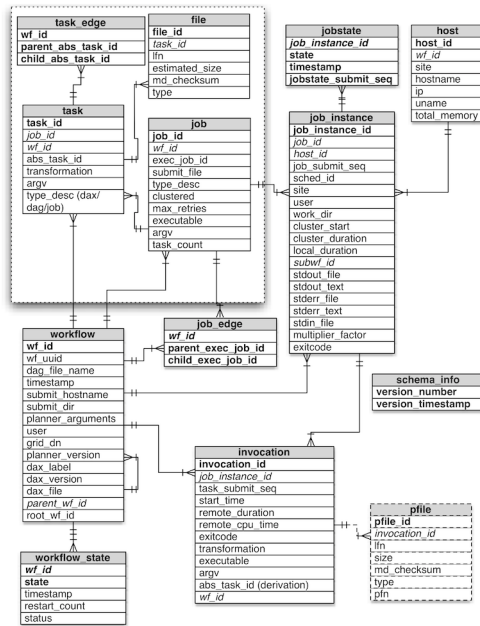 task_edge
wf_id
parent_abs_task_id
child_abs_task_id
file
file_id
task_id
lfn
estimated_size
md_checksum
type
jobstate
job_instance_id
state
timestamp
jobstate_submit_seq
host
host_id
wf_id
site
hostname
ip
uname
total_memory
task
task_id
job_id
wf_id
abs_task_id
transformation
argv
type_desc (dax/
dag/job)
job
job_id
wf_id
exec_job_id
submit_file
type_desc
clustered
max_retries
executable
argv
task_count
job_instance
job_instance_id
job_id
host_id
job_submit_seq
sched_id
site
user
work_dir
cluster_start
cluster_duration
local_duration
subwf_id
stdout_file
stdout_text
stderr_file
stderr_text
stdin_file
multiplier_factor
exitcode
job_edge
wf_id
parent_exec_job_id
child_exec_job_id
workflow
wf_id
wf_uuid
dag_file_name
timestamp
submit_hostname
submit_dir
planner_arguments
user
grid_dn
planner_version
dax_label
dax_version
dax_file
parent_wf_id
root_wf_id
schema_info
version_number
version_timestamp
invocation
invocation_id
job_instance_id
task_submit_seq
start_time
remote_duration
remote_cpu_time
exitcode
transformation
executable
argv
abs_task_id (derivation)
wf_id
pfile
pfile_id
invocation_id
lfn
size
md_checksum
type
pfn
workflow_state
wf_id
state
timestamp
restart_count
status